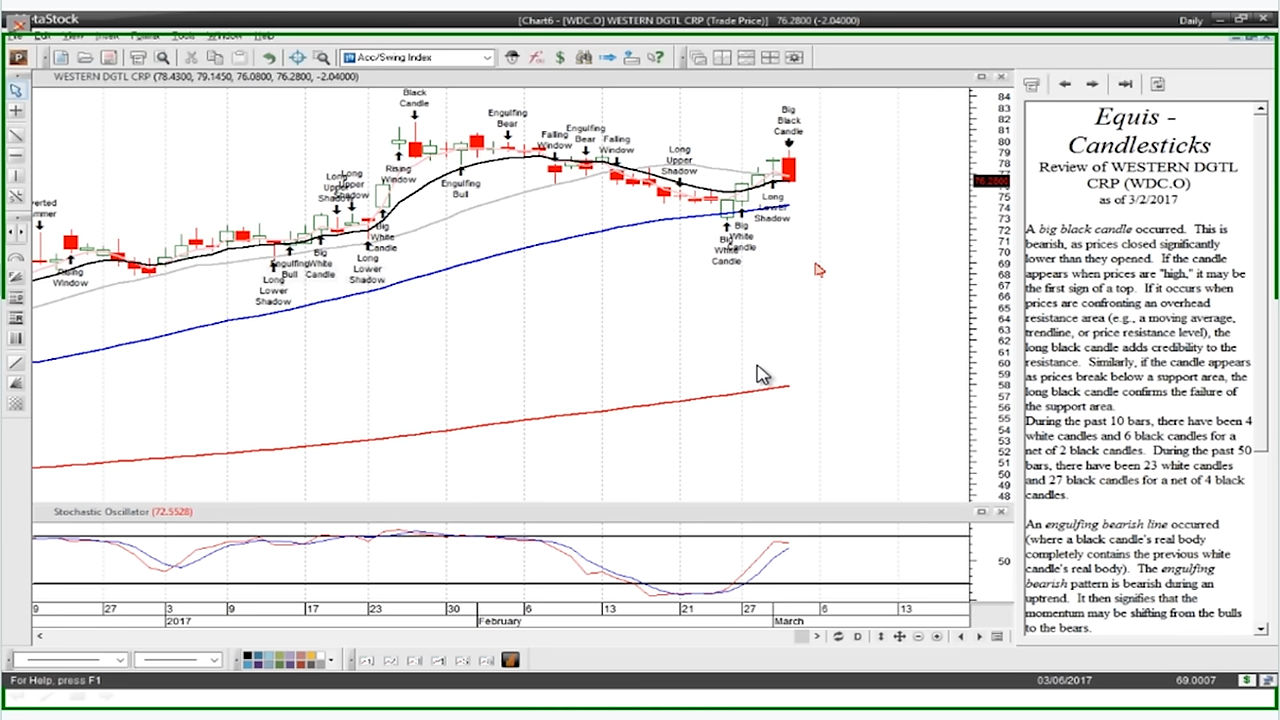 MetaStock
[Chart6 - [WDC.O] WESTERN DGTL CRP (Trade Price)] 76.2800 (-2.04000)
Daily
Acc/Swing Index
WESTERN DGTL CRP (78.4300, 79.1450, 76.0800, 76.2800, -2.04000)
Black
Candle
Engulfing
Bear
Falling
Window
Engulfing
Bear
Falling
Window
Long
Upper
Shadow
Big
Black
Candle
Rising
Window
Engulfing
Bull
Long
Upper
Shadow
Rising
Window
Long
Lower
Shadow
Engulfing
Bull
Big
White
Candle
Long
Lower
Shadow
Big
White
Candle
Big
White
Candle
Long
Lower
Shadow
84
83
82
81
80
79
78
77
76.2800
74
73
72
71
70
69
68
67
66
65
64
63
62
61
60
59
58
57
56
55
54
53
52
51
50
49
48
Stochastic Oscillator (72.5528)
50
9 27 3 9 17 23 30 6 13 21 27 6 13
2017 February March
Equis -
Candlesticks
Review of WESTERN DGTL
CRP (WDC.O)
as of 3/2/2017
A big black candle occurred. This is
bearish, as prices closed significantly
lower than they opened. If the candle
appears when prices are "high," it may be
the first sign of a top. If it occurs when
prices are confronting an overhead
resistance area (e.g., a moving average,
trendline, or price resistance level), the
long black candle adds credibility to the
resistance. Similarly, if the candle appears
as prices break below a support area, the
long black candle confirms the failure of
the support area.
During the past 10 bars, there have been 4
white candles and 6 black candles for a
net of 2 black candles. During the past 50
bars, there have been 23 white candles
and 27 black candles for a net of 4 black
candles.
An engulfing bearish line occurred
(where a black candle's real body
completely contains the previous white
candle's real body). The engulfing
bearish pattern is bearish during an
uptrend. It then signifies that the
momentum may be shifting from the bulls
to the bears.
For Help, press F1
03/06/2017
69.0007